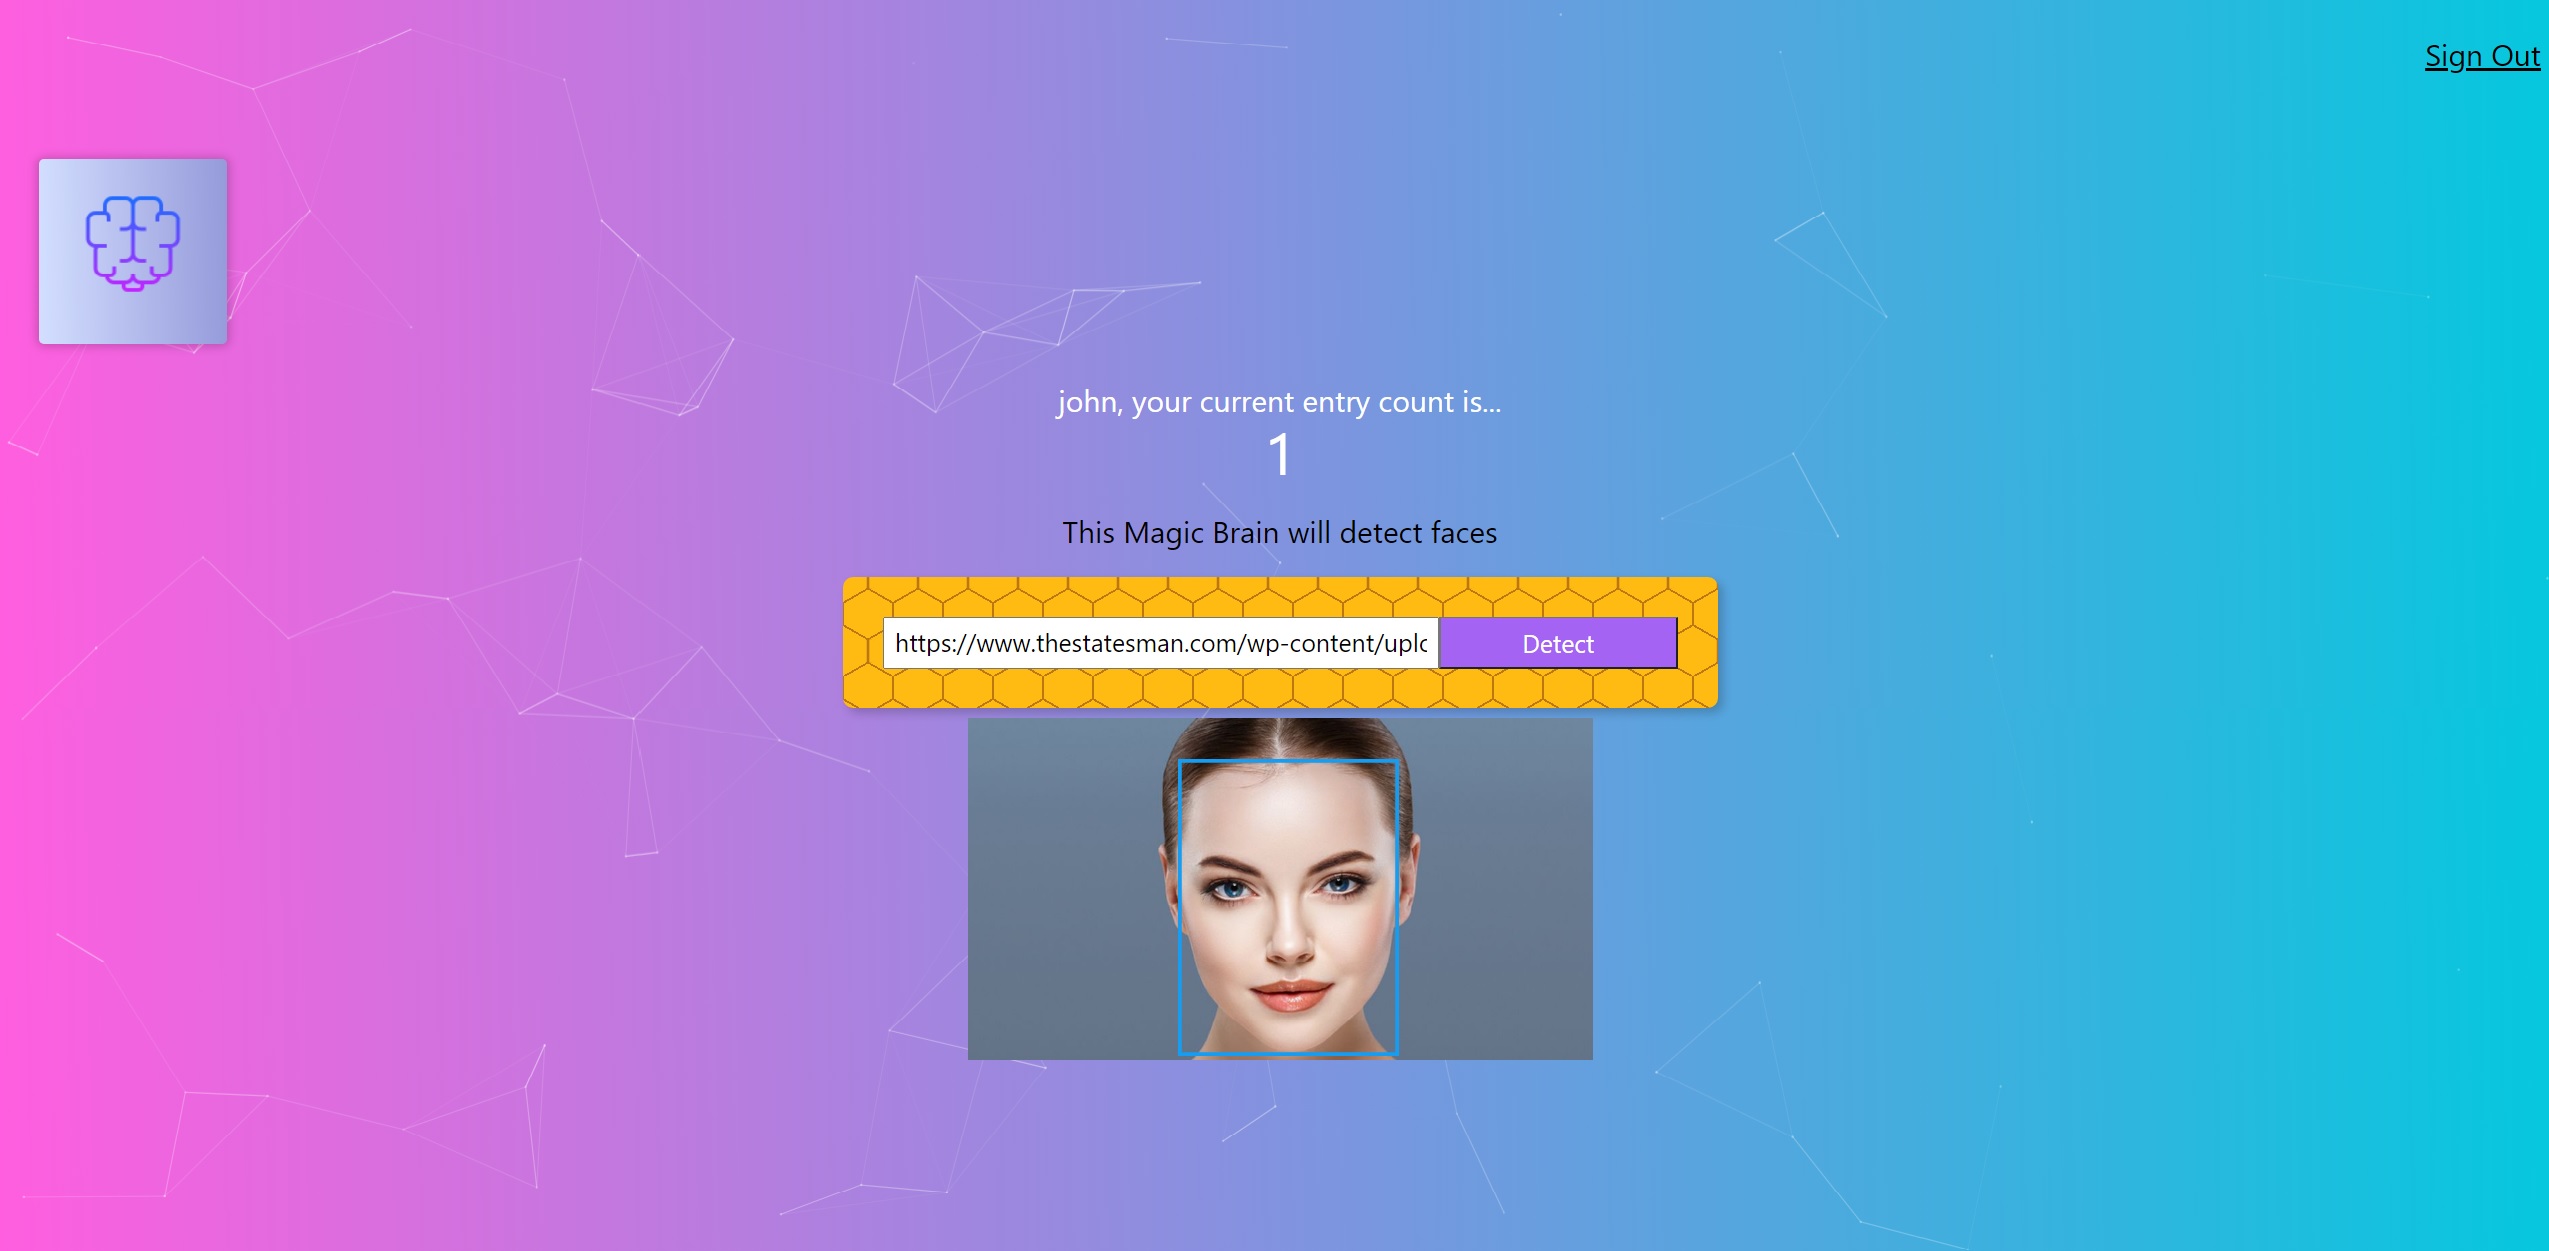 Sign Out
john, your current entry count is...
1
This Magic Brain will detect faces
https://www.thestatesman.com/wp-content/uplo
Detect